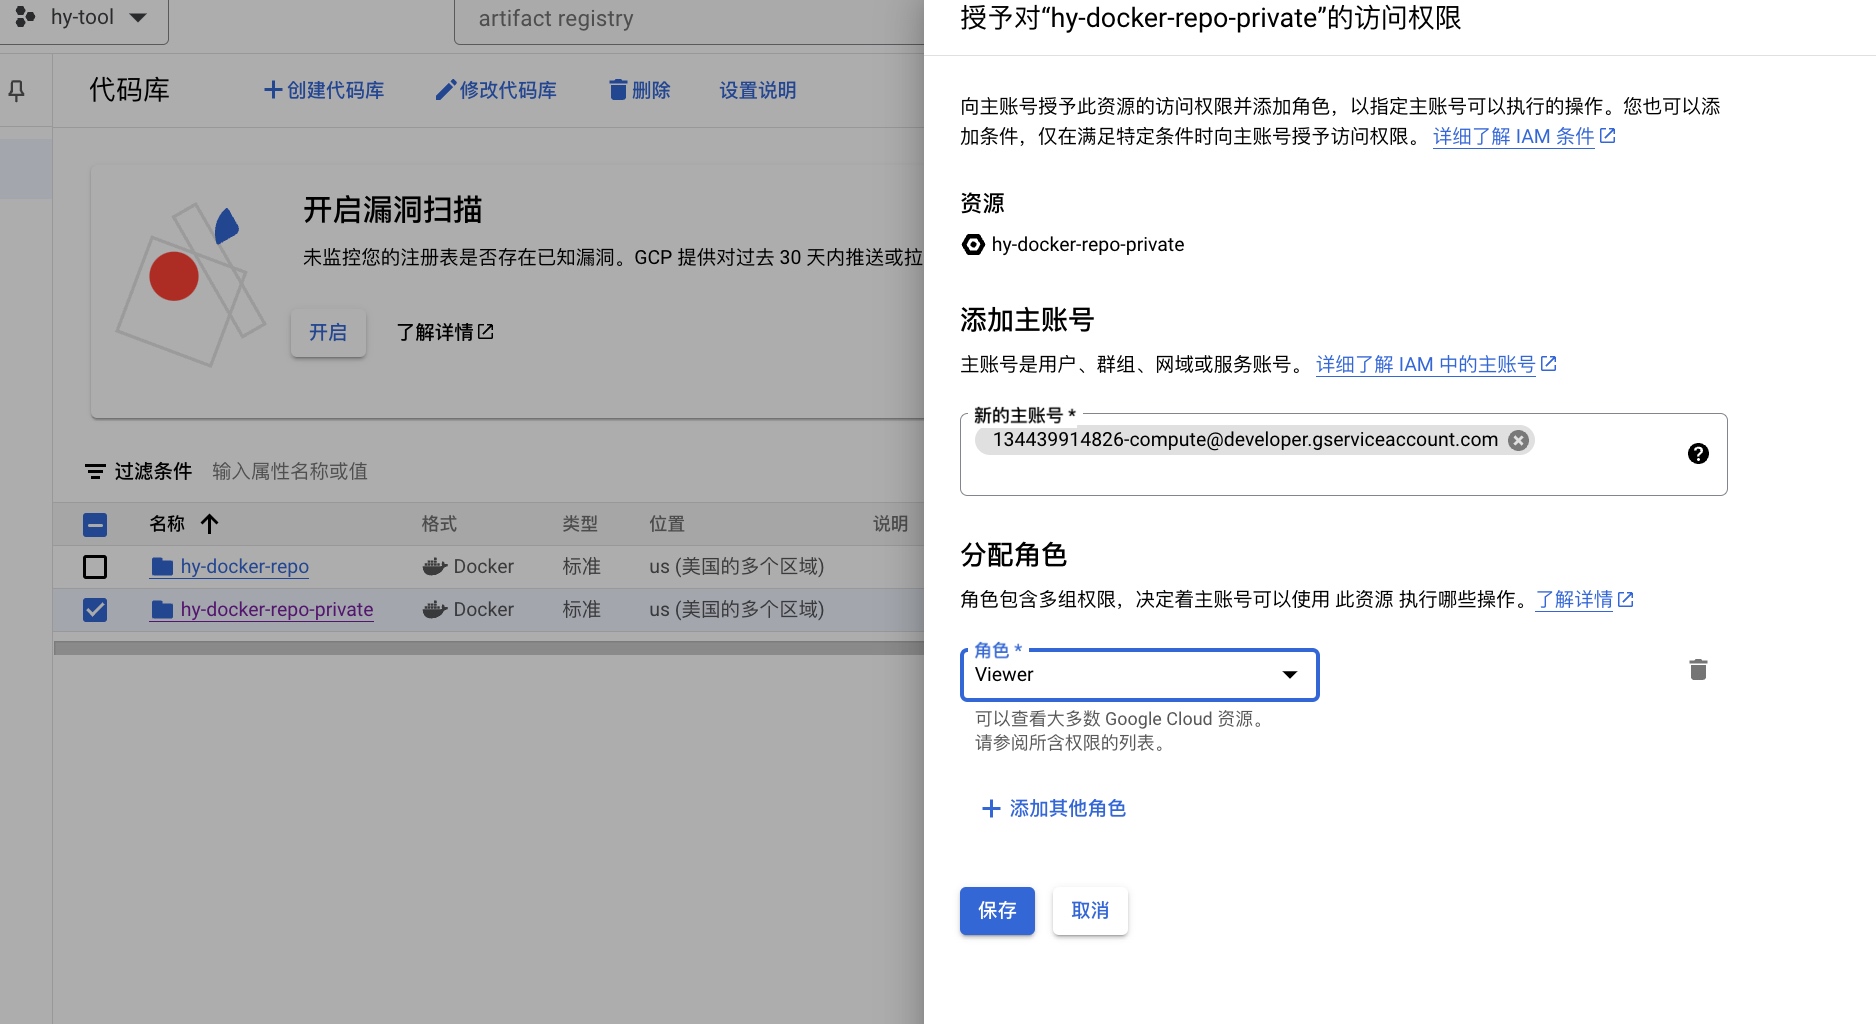 hy-tool
artifact registry
代码库
创建代码库
修改代码库
删除
设置说明
开启漏洞扫描
未监控您的注册表是否存在已知漏洞。GCP 提供对过去 30 天内推送或拉
开启
了解详情
过滤条件
输入属性名称或值
名称
格式
类型
位置
说明
hy-docker-repo
Docker
标准
us (美国的多个区域)
hy-docker-repo-private
Docker
标准
us (美国的多个区域)
授予对“hy-docker-repo-private”的访问权限
向主账号授予此资源的访问权限并添加角色，以指定主账号可以执行的操作。您也可以添
加条件，仅在满足特定条件时向主账号授予访问权限。 详细了解 IAM 条件
资源
hy-docker-repo-private
添加主账号
主账号是用户、群组、网域或服务账号。 详细了解 IAM 中的主账号
新的主账号 *
134439914826-compute@developer.gserviceaccount.com
分配角色
角色包含多组权限，决定着主账号可以使用 此资源 执行哪些操作。了解详情
角色 *
Viewer
可以查看大多数 Google Cloud 资源。
请参阅所含权限的列表。
添加其他角色
保存
取消